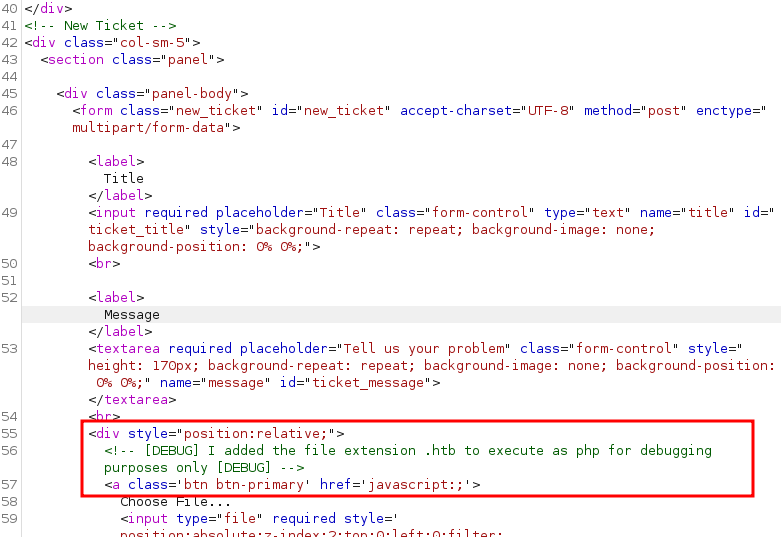 40 </div>
41 <!-- New Ticket -->
42 <div class="col-sm-5">
43 <section class="panel">
44
45 <div class="panel-body">
46 <form class="new_ticket" id="new_ticket" accept-charset="UTF-8" method="post" enctype="
multipart/form-data">
47
48 <label>
Title
</label>
49 <input required placeholder="Title" class="form-control" type="text" name="title" id="
ticket_title" style="background-repeat: repeat; background-image: none;
background-position: 0% 0%;">
50 <br>
51
52 <label>
Message
</label>
53 <textarea required placeholder="Tell us your problem" class="form-control" style="
height: 170px; background-repeat: repeat; background-image: none; background-position:
0% 0%;" name="message" id="ticket_message">
</textarea>
54 <br>
55 <div style="position:relative;">
56 <!-- [DEBUG] I added the file extension .htb to execute as php for debugging
purposes only [DEBUG] -->
57 <a class='btn btn-primary' href='javascript:;'>
58 Choose File...
59 <input type="file" required style='
position:absolute;z-index:2;top:0;left:0;filter: